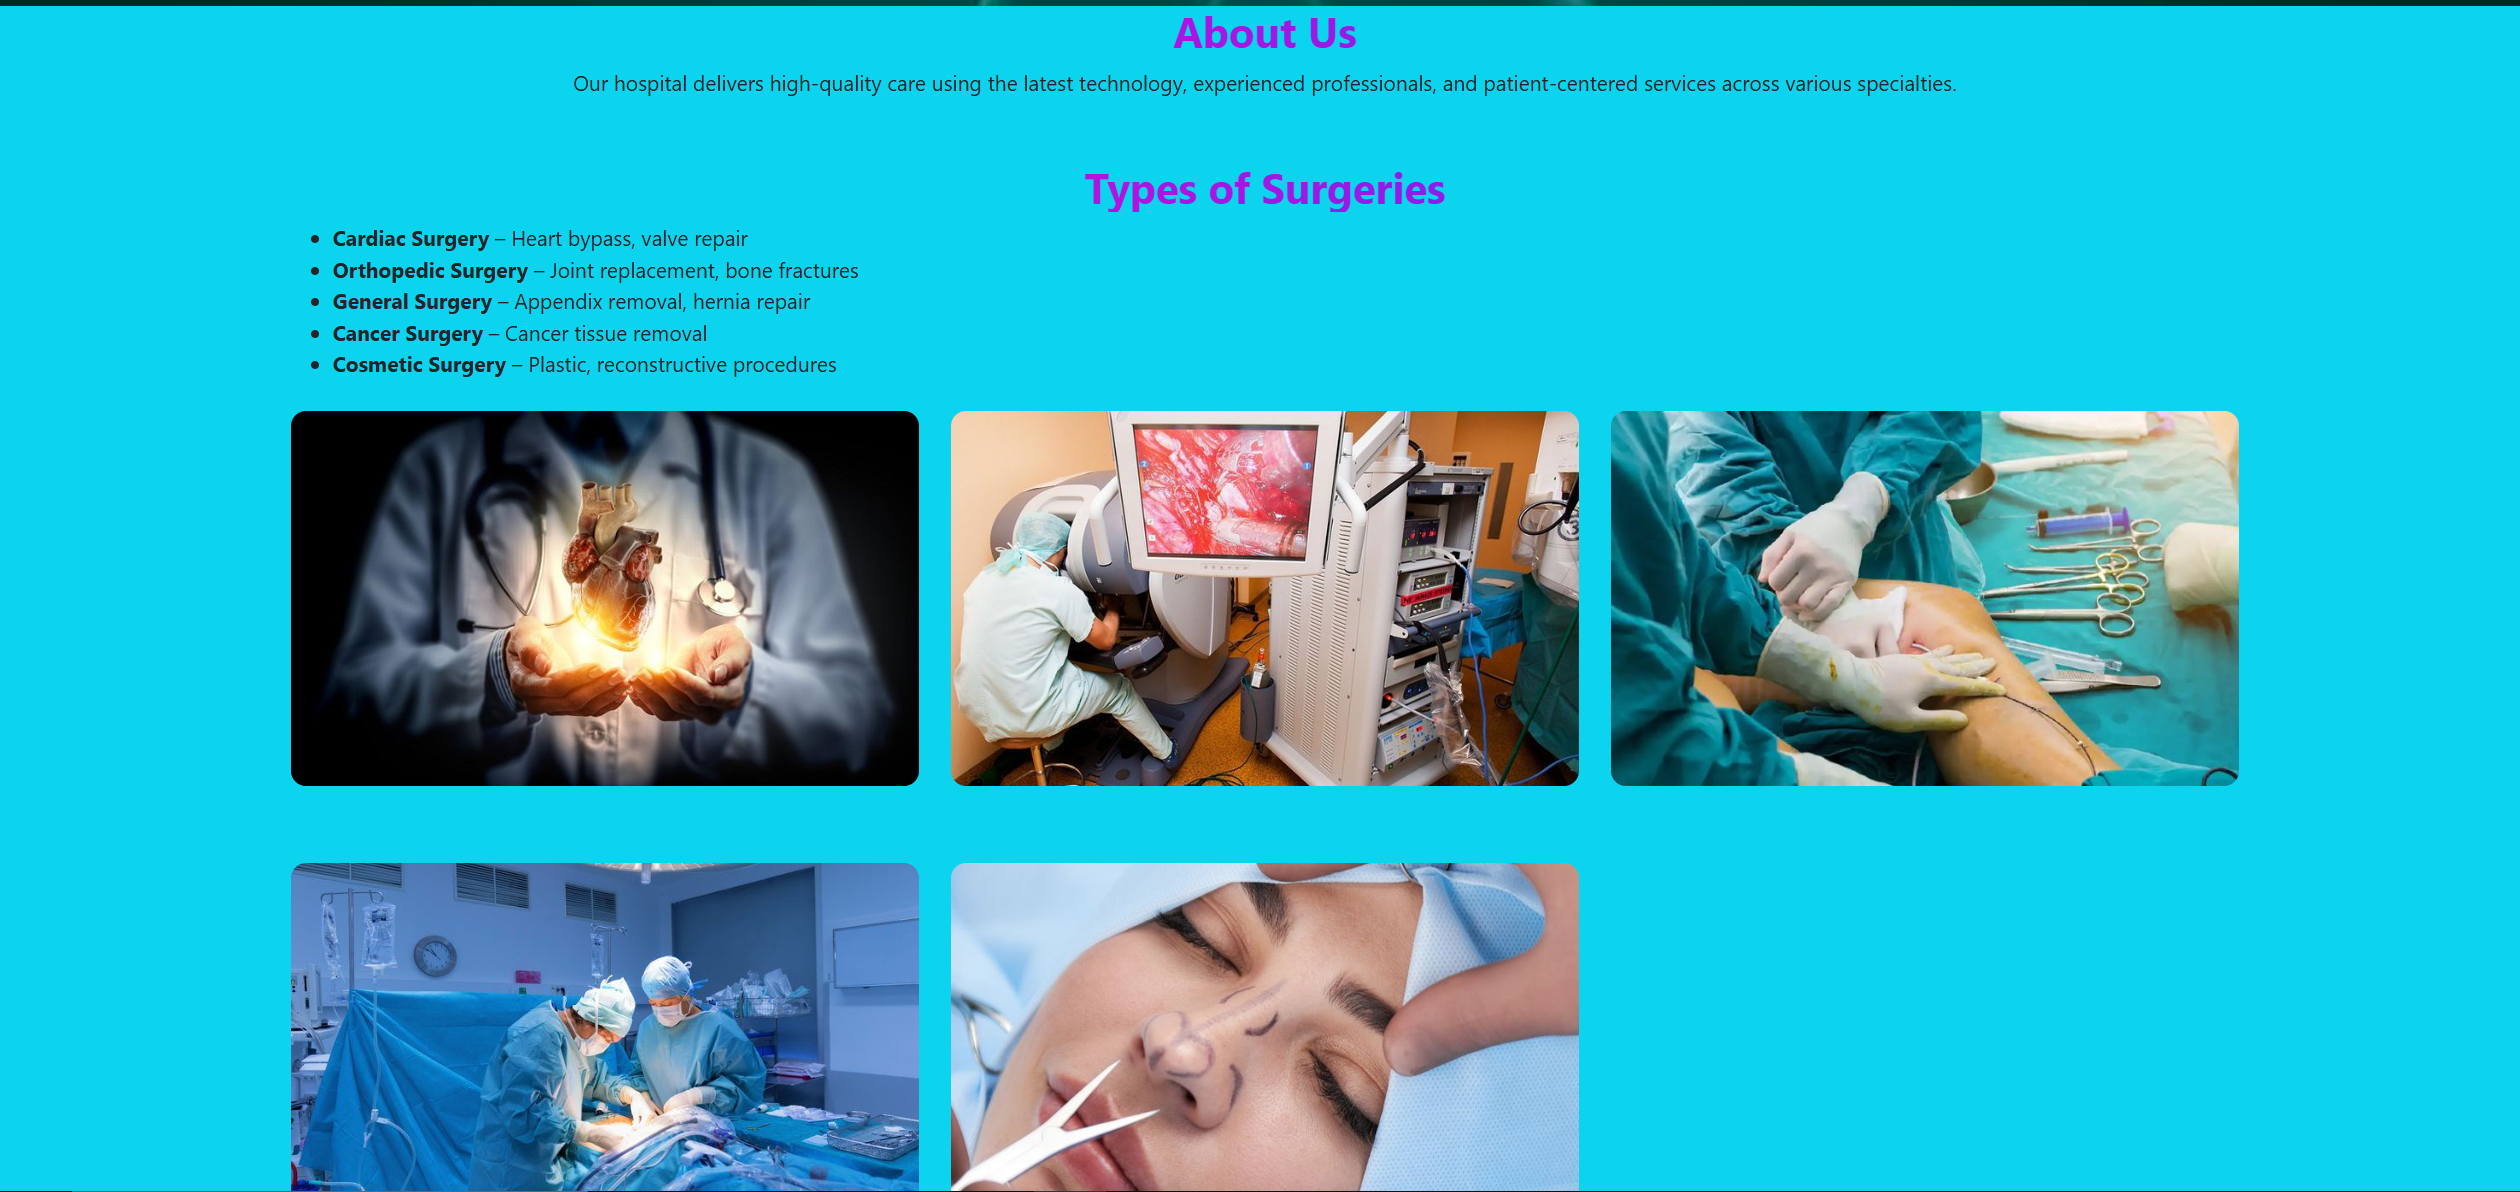 About Us
Our hospital delivers high-quality care using the latest technology, experienced professionals, and patient-centered services across various specialties.
Types of Surgeries
• Cardiac Surgery – Heart bypass, valve repair
• Orthopedic Surgery – Joint replacement, bone fractures
• General Surgery – Appendix removal, hernia repair
• Cancer Surgery – Cancer tissue removal
• Cosmetic Surgery – Plastic, reconstructive procedures